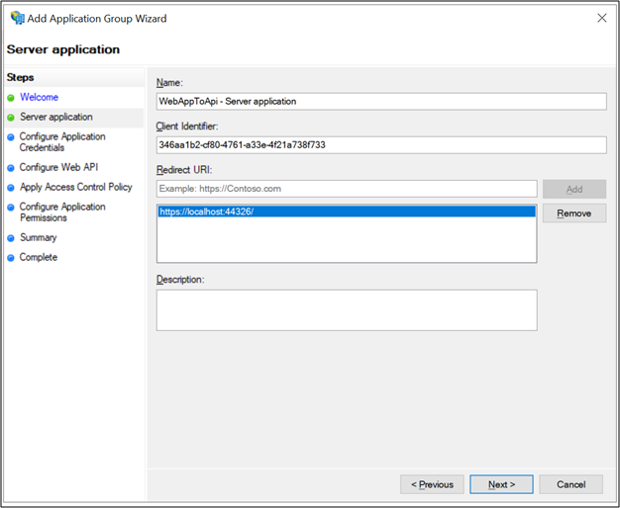 Add Application Group Wizard
Server application
Steps
Welcome
Server application
Configure Application
Credentials
Configure Web API
Apply Access Control Policy
Configure Application
Permissions
Summary
Complete
Name:
WebAppToApi - Server application
Client Identifier:
346aa1b2-cf80-4761-a33e-4f21a738f733
Redirect URI:
Example: https://Contoso.com
Add
https://localhost:44326/
Remove
Description:
< Previous
Next >
Cancel